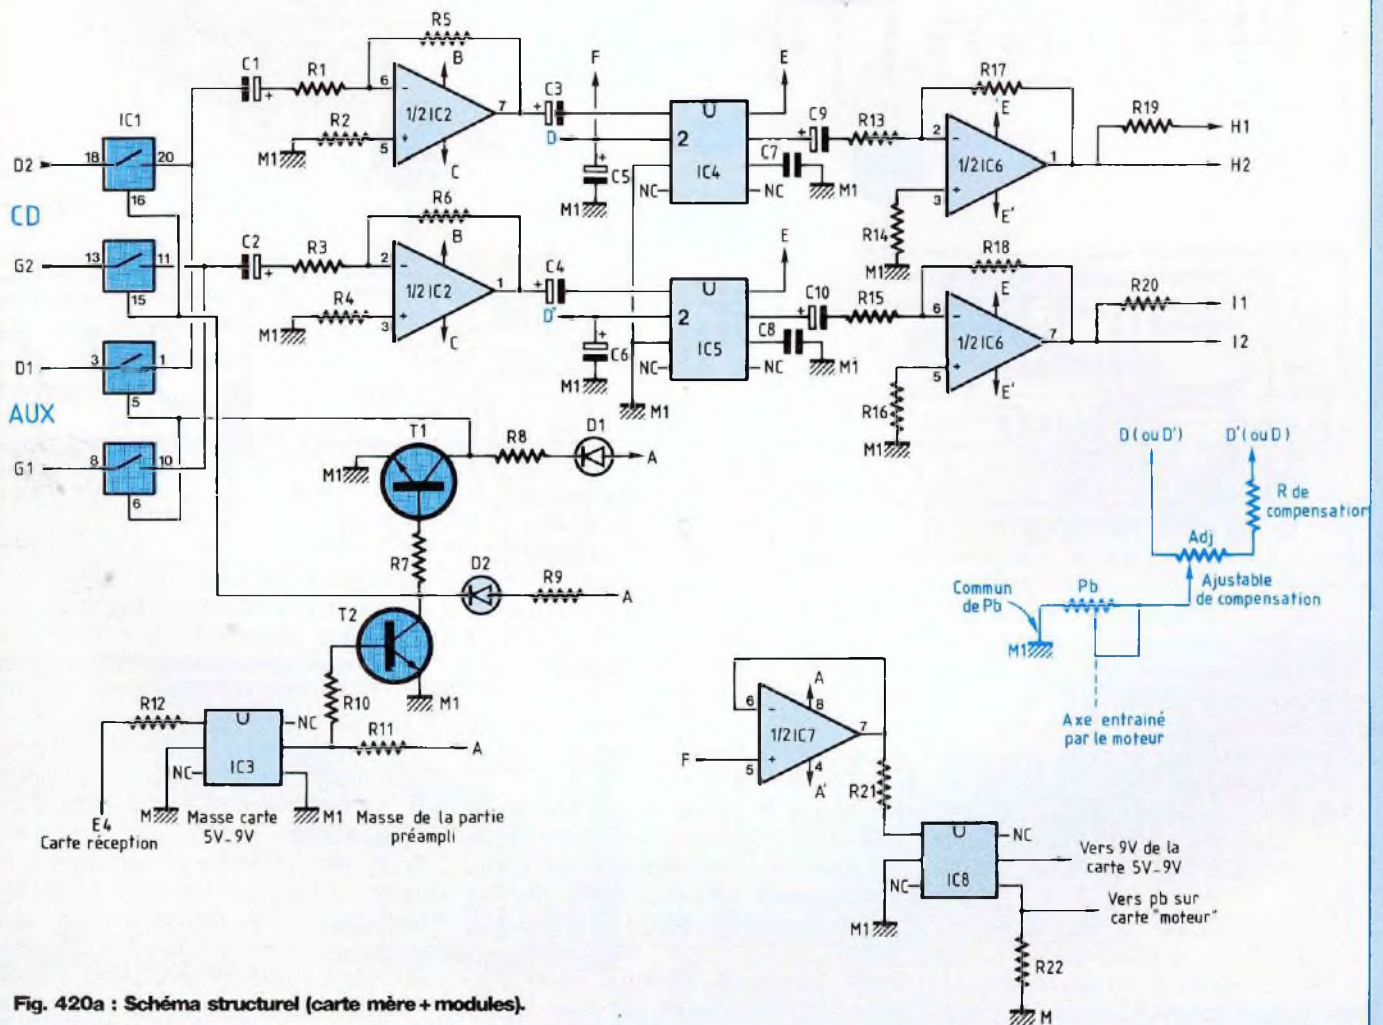 R5
C1 R1 6 B F E R17
1/2 IC2 7 C3 U C9 R13 2 E R19 H1
IC1 R2 5 D 2 1/2 IC6 1 H2
D2 18 20 M1 C C5 IC4 C7 3 E'
16 R6 M1 NC NC M1 R14 R18
CD C2 R3 2 B E M1
G2 13 11 1/2 IC2 1 C4 U C10 R15 6 E R20 I1
15 R4 3 D' 2 1/2 IC6 7 I2
D1 3 1 M1 C C6 IC5 C8 5 E'
5 M1 NC NC M1 R16
AUX M1 M1
G1 8 10 T1 R8 D1 A
6 M1
D (ou D') D' (ou D)
R de
compensation
R7 Adj
D2 R9 A
Commun
de Pb
Pb
Ajustable
de compensation
T2
M1
R12 R10 M1
U NC R11 A
NC IC3
M M1
E4
Carte réception
Masse carte
5V-9V
Masse de la partie
préampli
Axe entrainé
par le moteur
6 A 8
1/2 IC7 7
F 5 4
A'
R21
U NC
NC IC8
M1
Vers 9V de la
carte 5V-9V
Vers pb sur
carte "moteur"
R22
M
Fig. 420a : Schéma structurel (carte mère + modules).